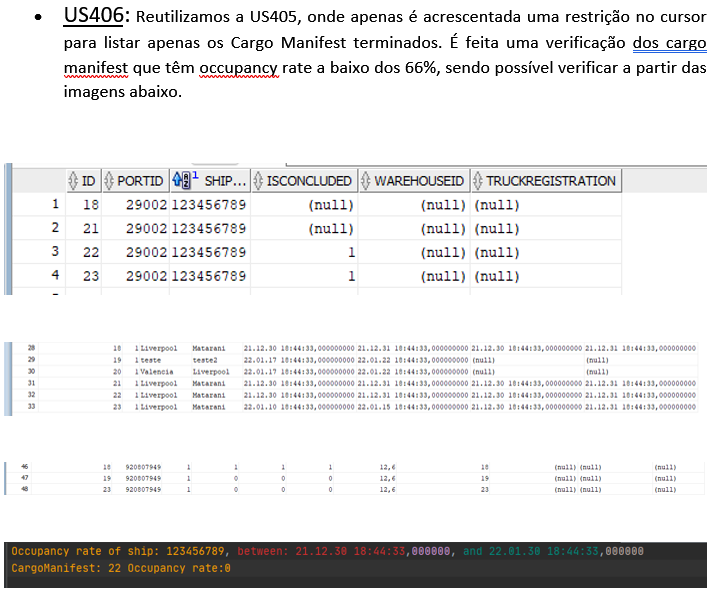 • US406: Reutilizamos a US405, onde apenas é acrescentada uma restrição no cursor
para listar apenas os Cargo Manifest terminados. É feita uma verificação dos cargo
manifest que têm occupancy rate a baixo dos 66%, sendo possível verificar a partir das
imagens abaixo.
ID PORTID SHIP... ISCONCLUDED WAREHOUSEID TRUCKREGISTRATION
1 18 29002 123456789 (null) (null) (null)
2 21 29002 123456789 (null) (null) (null)
3 22 29002 123456789 1 (null) (null)
4 23 29002 123456789 1 (null) (null)
28 18 1 Liverpool Matarani 21.12.30 18:44:33,000000000 21.12.31 18:44:33,000000000 21.12.30 18:44:33,000000000 21.12.31 18:44:33,000000000
29 19 1 teste teste2 22.01.17 18:44:33,000000000 22.01.22 18:44:33,000000000 (null) (null)
30 20 1 Valencia Liverpool 22.01.17 18:44:33,000000000 22.01.22 18:44:33,000000000 (null) (null)
31 21 1 Liverpool Matarani 21.12.30 18:44:33,000000000 21.12.31 18:44:33,000000000 21.12.30 18:44:33,000000000 21.12.31 18:44:33,000000000
32 22 1 Liverpool Matarani 21.12.30 18:44:33,000000000 21.12.31 18:44:33,000000000 21.12.30 18:44:33,000000000 21.12.31 18:44:33,000000000
33 23 1 Liverpool Matarani 22.01.10 18:44:33,000000000 22.01.15 18:44:33,000000000 21.12.30 18:44:33,000000000 21.12.31 18:44:33,000000000
46 18 920807949 1 1 1 1 12,6 18 (null) (null) (null)
47 19 920807949 1 0 0 0 12,6 19 (null) (null) (null)
48 23 920807949 1 0 0 0 12,6 23 (null) (null) (null)
Occupancy rate of ship: 123456789, between: 21.12.30 18:44:33,000000, and 22.01.30 18:44:33,000000
CargoManifest: 22 Occupancy rate:0